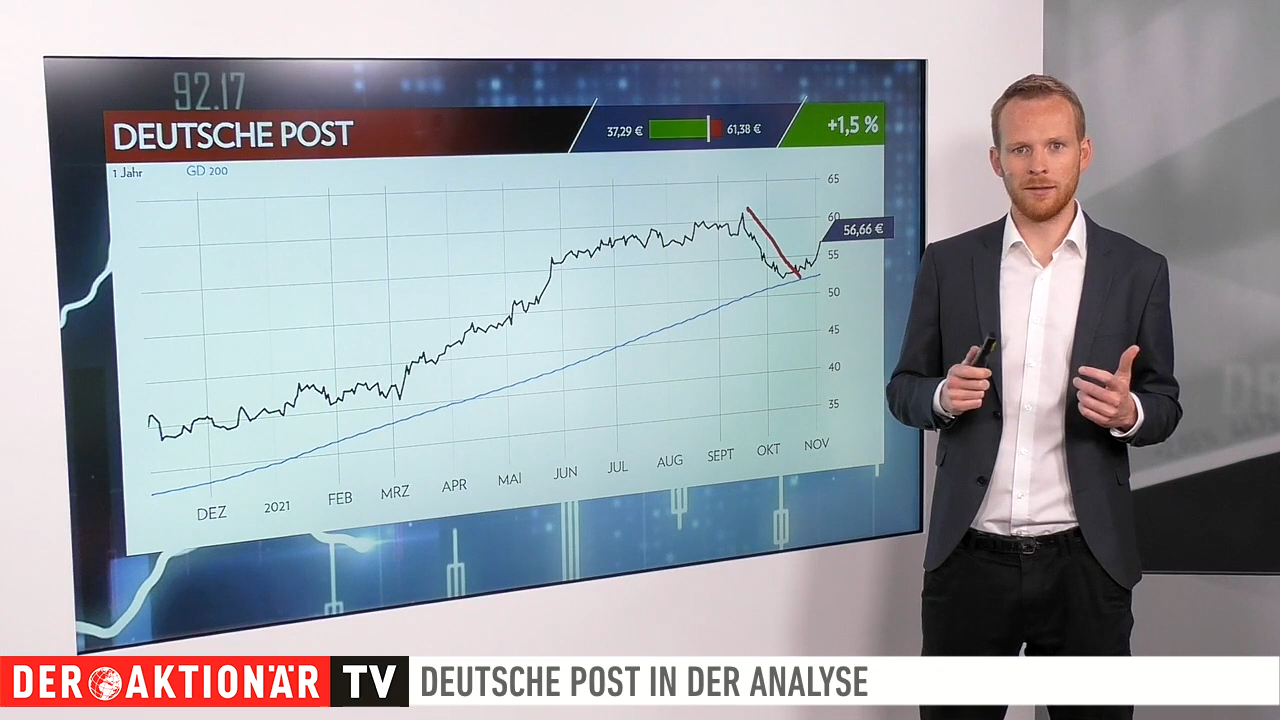 92.17
DEUTSCHE POST
37,29 € 61,38 €
+1,5 %
1 Jahr GD 200
65
60
56,66 €
55
50
45
40
35
DEZ 2021 FEB MRZ APR MAI JUN JUL AUG SEPT OKT NOV
DER AKTIONÄR TV
DEUTSCHE POST IN DER ANALYSE